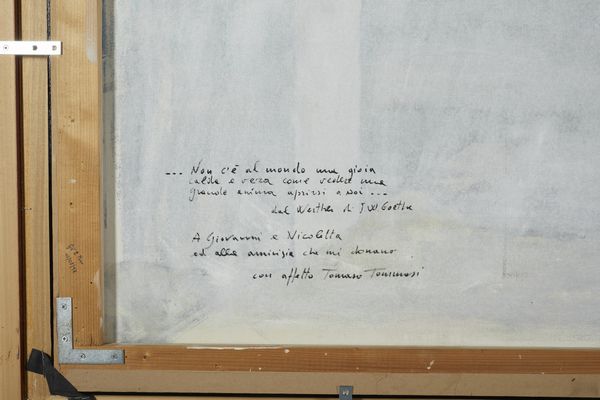 ... Non c'è al mondo una gioia
calda e vera come vedere una
grande anima aprirsi a noi ...
dal Werther di J.W. Goethe
A Giovanni e Nicoletta
ed alla amicizia che mi donano
con affetto Tomaso Tommasi